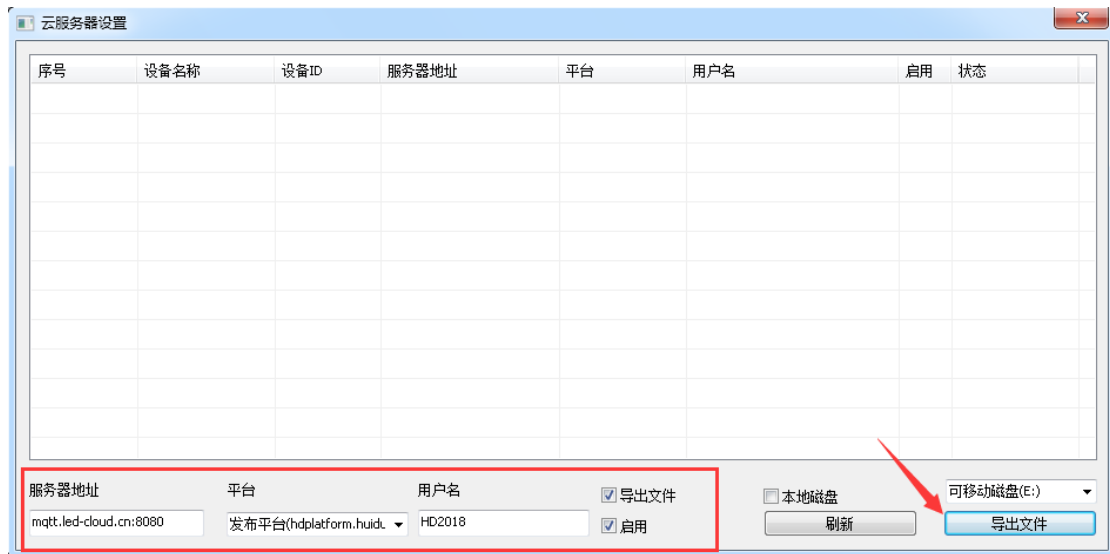 云服务器设置
序号 设备名称 设备ID 服务器地址 平台 用户名 启用 状态
服务器地址 平台 用户名 导出文件 本地磁盘 可移动磁盘(E:)
mqtt.led-cloud.cn:8080 发布平台(hdplatform.huidu HD2018 启用 刷新 导出文件